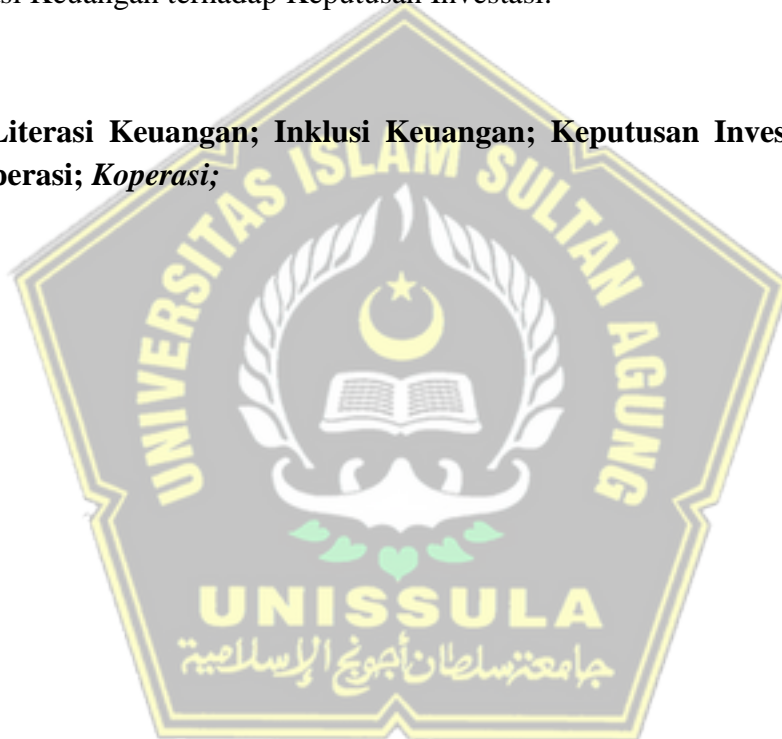 si Keuangan terhadap Keputusan Investasi.
Literasi Keuangan; Inklusi Keuangan; Keputusan Inves
perasi; Koperasi;
UNIVERSITAS ISLAM SULTAN AGUNG
UNISSULA
جامعة سلطان أجونج الإسلامية